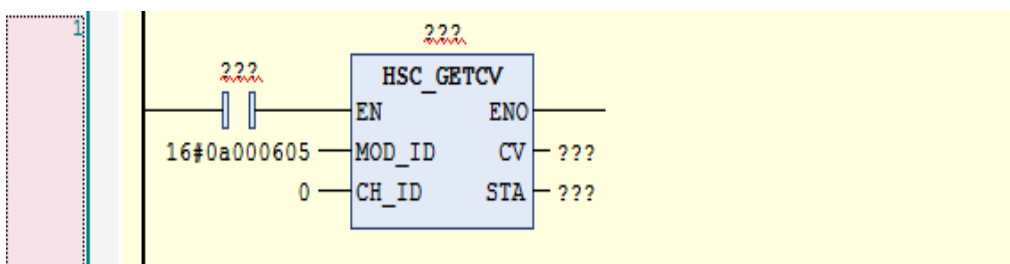 1
???
??? HSC_GETCV
EN ENO
16#0a000605 MOD_ID CV ???
0 CH_ID STA ???